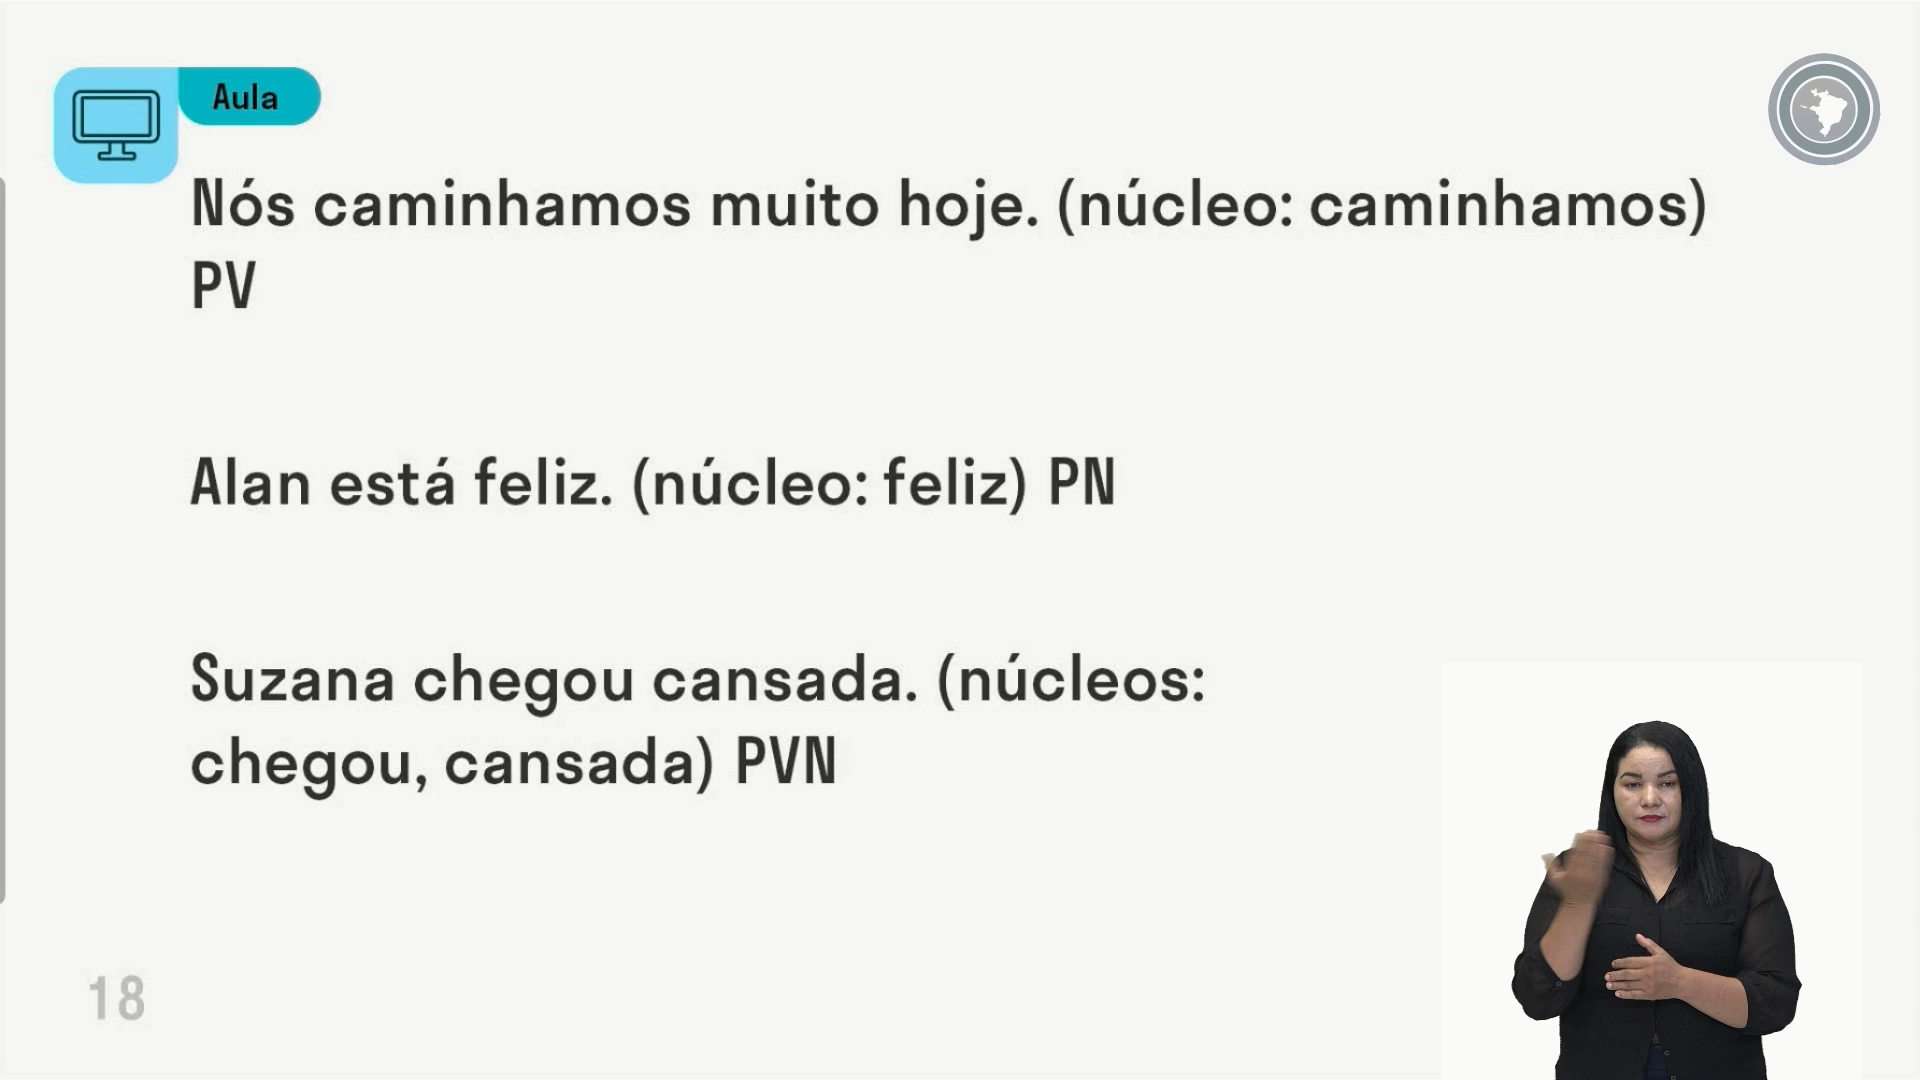 Aula
Nós caminhamos muito hoje. (núcleo: caminhamos)
PV
Alan está feliz. (núcleo: feliz) PN
Suzana chegou cansada. (núcleos:
chegou, cansada) PVN
18